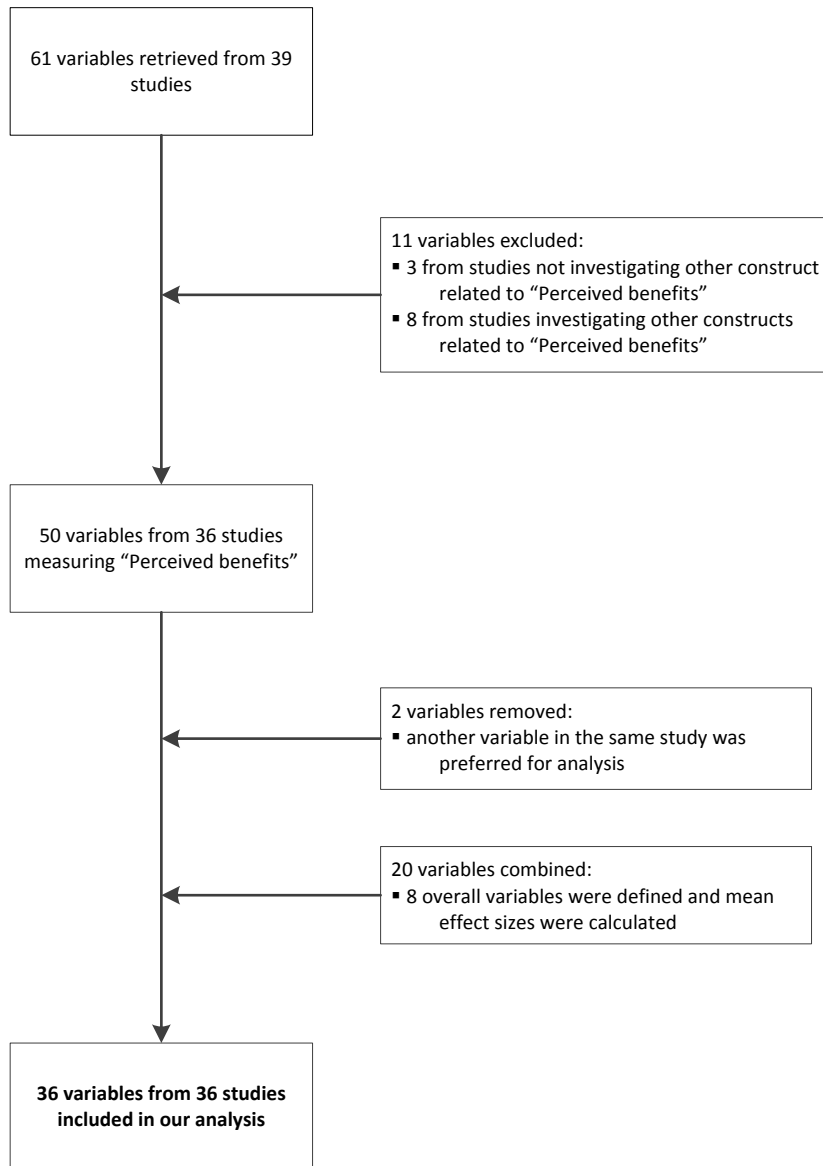 61 variables retrieved from 39
studies
11 variables excluded:
▪ 3 from studies not investigating other construct
related to “Perceived benefits”
▪ 8 from studies investigating other constructs
related to “Perceived benefits”
50 variables from 36 studies
measuring “Perceived benefits”
2 variables removed:
▪ another variable in the same study was
preferred for analysis
20 variables combined:
▪ 8 overall variables were defined and mean
effect sizes were calculated
36 variables from 36 studies
included in our analysis